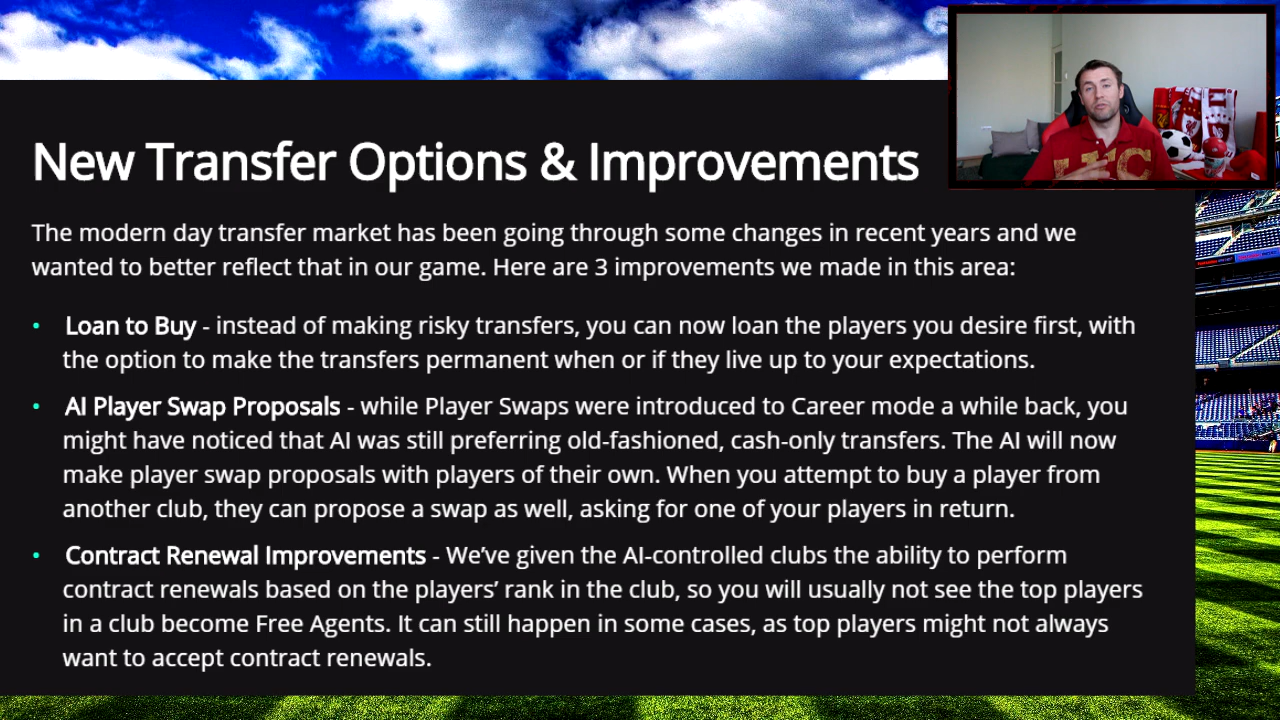 New Transfer Options & Improvements
The modern day transfer market has been going through some changes in recent years and we
wanted to better reflect that in our game. Here are 3 improvements we made in this area:
• Loan to Buy - instead of making risky transfers, you can now loan the players you desire first, with
the option to make the transfers permanent when or if they live up to your expectations.
• AI Player Swap Proposals - while Player Swaps were introduced to Career mode a while back, you
might have noticed that AI was still preferring old-fashioned, cash-only transfers. The AI will now
make player swap proposals with players of their own. When you attempt to buy a player from
another club, they can propose a swap as well, asking for one of your players in return.
• Contract Renewal Improvements - We’ve given the AI-controlled clubs the ability to perform
contract renewals based on the players’ rank in the club, so you will usually not see the top players
in a club become Free Agents. It can still happen in some cases, as top players might not always
want to accept contract renewals.